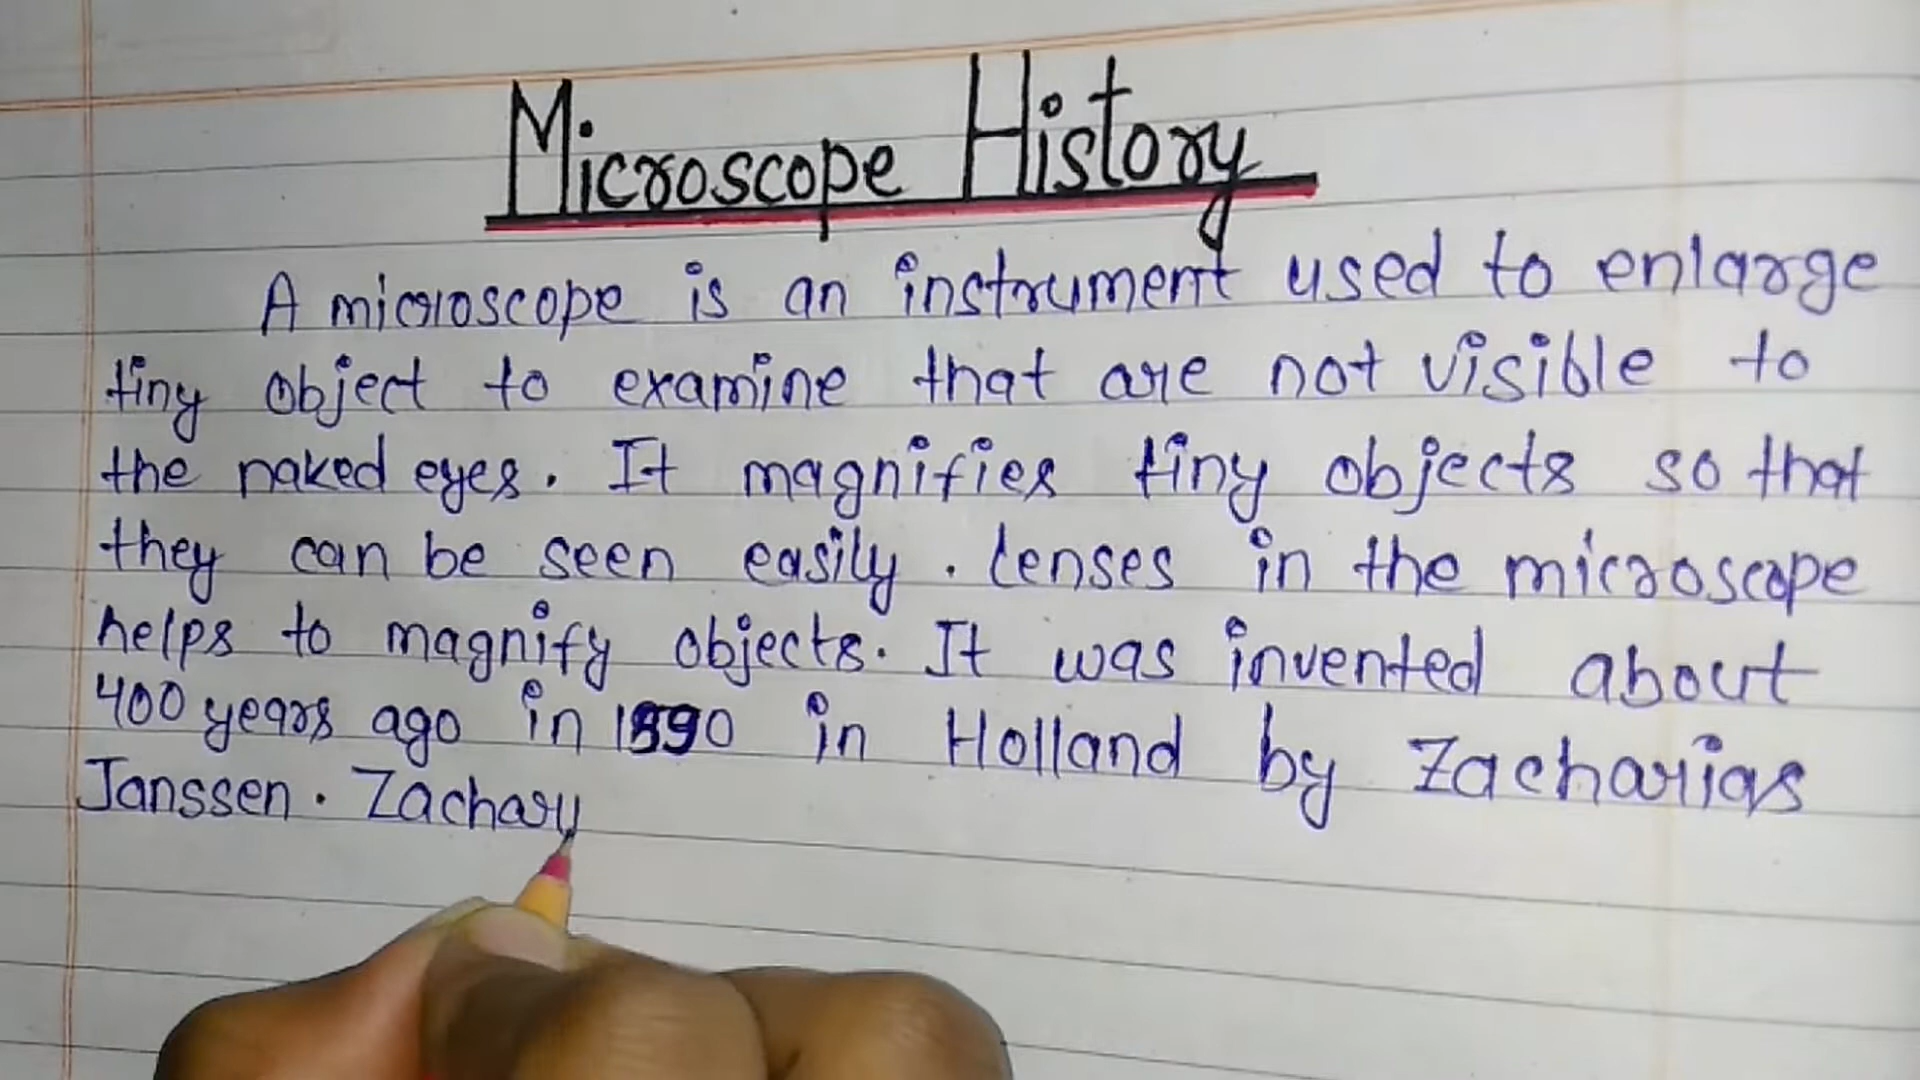 Microscope History
A microscope is an instrument used to enlarge
tiny object to examine that are not visible to
the naked eyes. It magnifies tiny objects so that
they can be seen easily. Lenses in the microscope
helps to magnify objects. It was invented about
400 years ago in 1590 in Holland by Zacharias
Janssen. Zachary